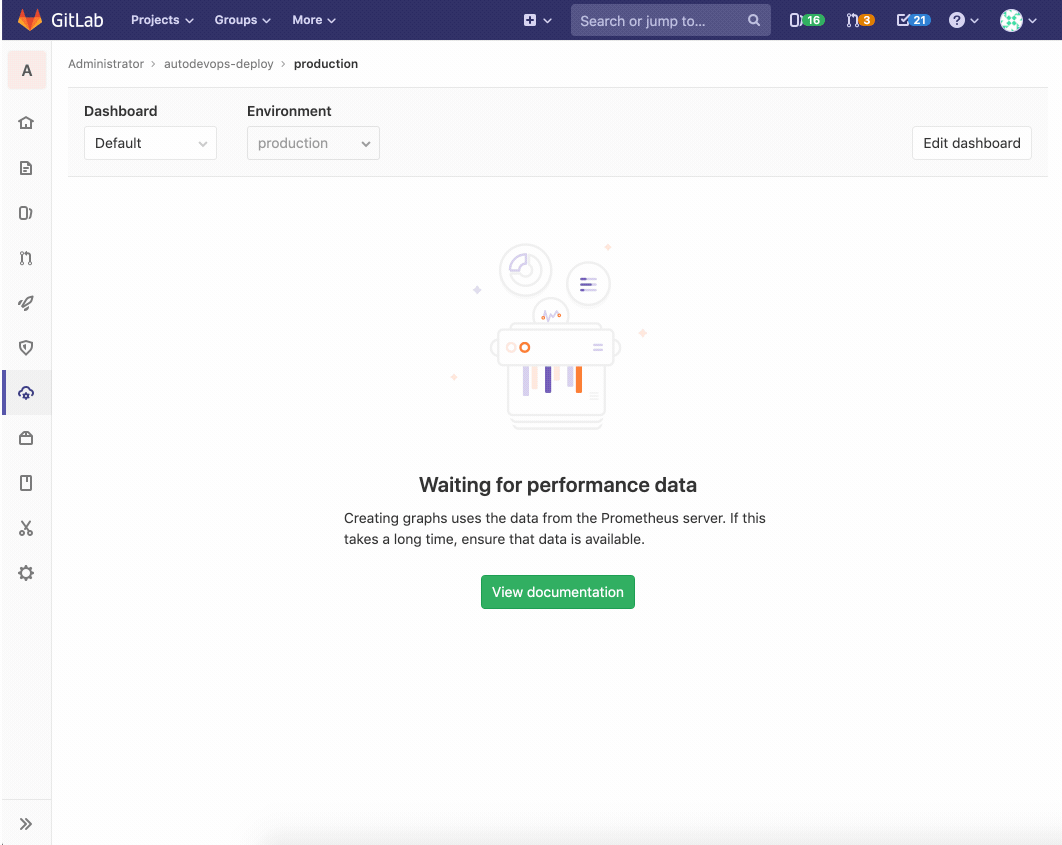 GitLab Projects Groups More Search or jump to... 16 3 21
A
Administrator > autodevops-deploy > production
Dashboard Environment
Default production Edit dashboard
Waiting for performance data
Creating graphs uses the data from the Prometheus server. If this
takes a long time, ensure that data is available.
View documentation